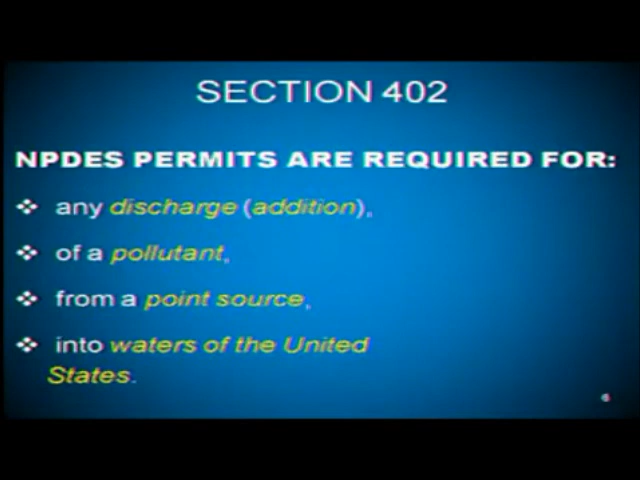 SECTION 402
NPDES PERMITS ARE REQUIRED FOR:
❖ any discharge (addition),
❖ of a pollutant,
❖ from a point source,
❖ into waters of the United
States.
6